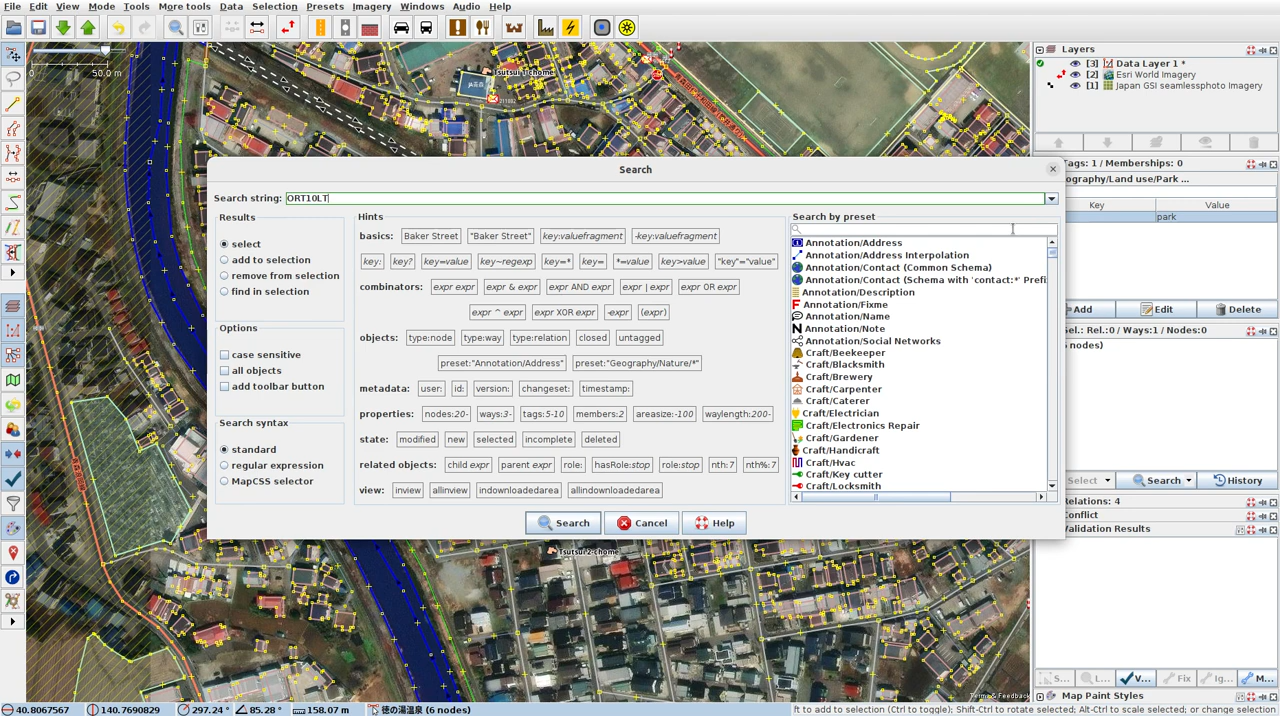 File Edit View Mode Tools More tools Data Selection Presets Imagery Windows Audio Help
0 50.0 m
Tsutsui 1-chome
Layers
[3] Data Layer 1 *
[2] Esri World Imagery
[1] Japan GSI seamlessphoto Imagery
Search
Search string: ORT10LT
Results
select
add to selection
remove from selection
find in selection
Options
case sensitive
all objects
add toolbar button
Search syntax
standard
regular expression
MapCSS selector
Hints
basics: Baker Street "Baker Street" key:valuefragment -key:valuefragment
key: key? key=value key~regexp key=* key= *=value key>value "key"="value"
combinators: expr expr expr & expr expr AND expr expr | expr expr OR expr
expr ^ expr expr XOR expr -expr (expr)
objects: type:node type:way type:relation closed untagged
preset:"Annotation/Address" preset:"Geography/Nature/*"
metadata: user: id: version: changeset: timestamp:
properties: nodes:20- ways:3- tags:5-10 members:2 areasize:-100 waylength:200-
state: modified new selected incomplete deleted
related objects: child expr parent expr role: hasRole:stop role:stop nth:7 nth%:7
view: inview allinview indownloadedarea allindownloadedarea
Search by preset
Annotation/Address
Annotation/Address Interpolation
Annotation/Contact (Common Schema)
Annotation/Contact (Schema with 'contact:*' Prefi
Annotation/Description
Annotation/Fixme
Annotation/Name
Annotation/Note
Annotation/Social Networks
Craft/Beekeeper
Craft/Blacksmith
Craft/Brewery
Craft/Carpenter
Craft/Caterer
Craft/Electrician
Craft/Electronics Repair
Craft/Gardener
Craft/Handicraft
Craft/Hvac
Craft/Key cutter
Craft/Locksmith
Search Cancel Help
Tags: 1 / Memberships: 0
ography/Land use/Park ...
Key Value
park
Add Edit Delete
Sel.: Rel.:0 / Ways:1 / Nodes:0
nodes)
Select Search History
Relations: 4
Conflict
Validation Results
S... L... V... Fix Ig... M...
Map Paint Styles
Tsutsui 2-chome
Terms & Feedback
40.8067567 140.7690829 297.24 ° 85.28 ° 158.07 m 徳の湯温泉 (6 nodes) ft to add to selection (Ctrl to toggle); Shift-Ctrl to rotate selected; Alt-Ctrl to scale selected; or change selection